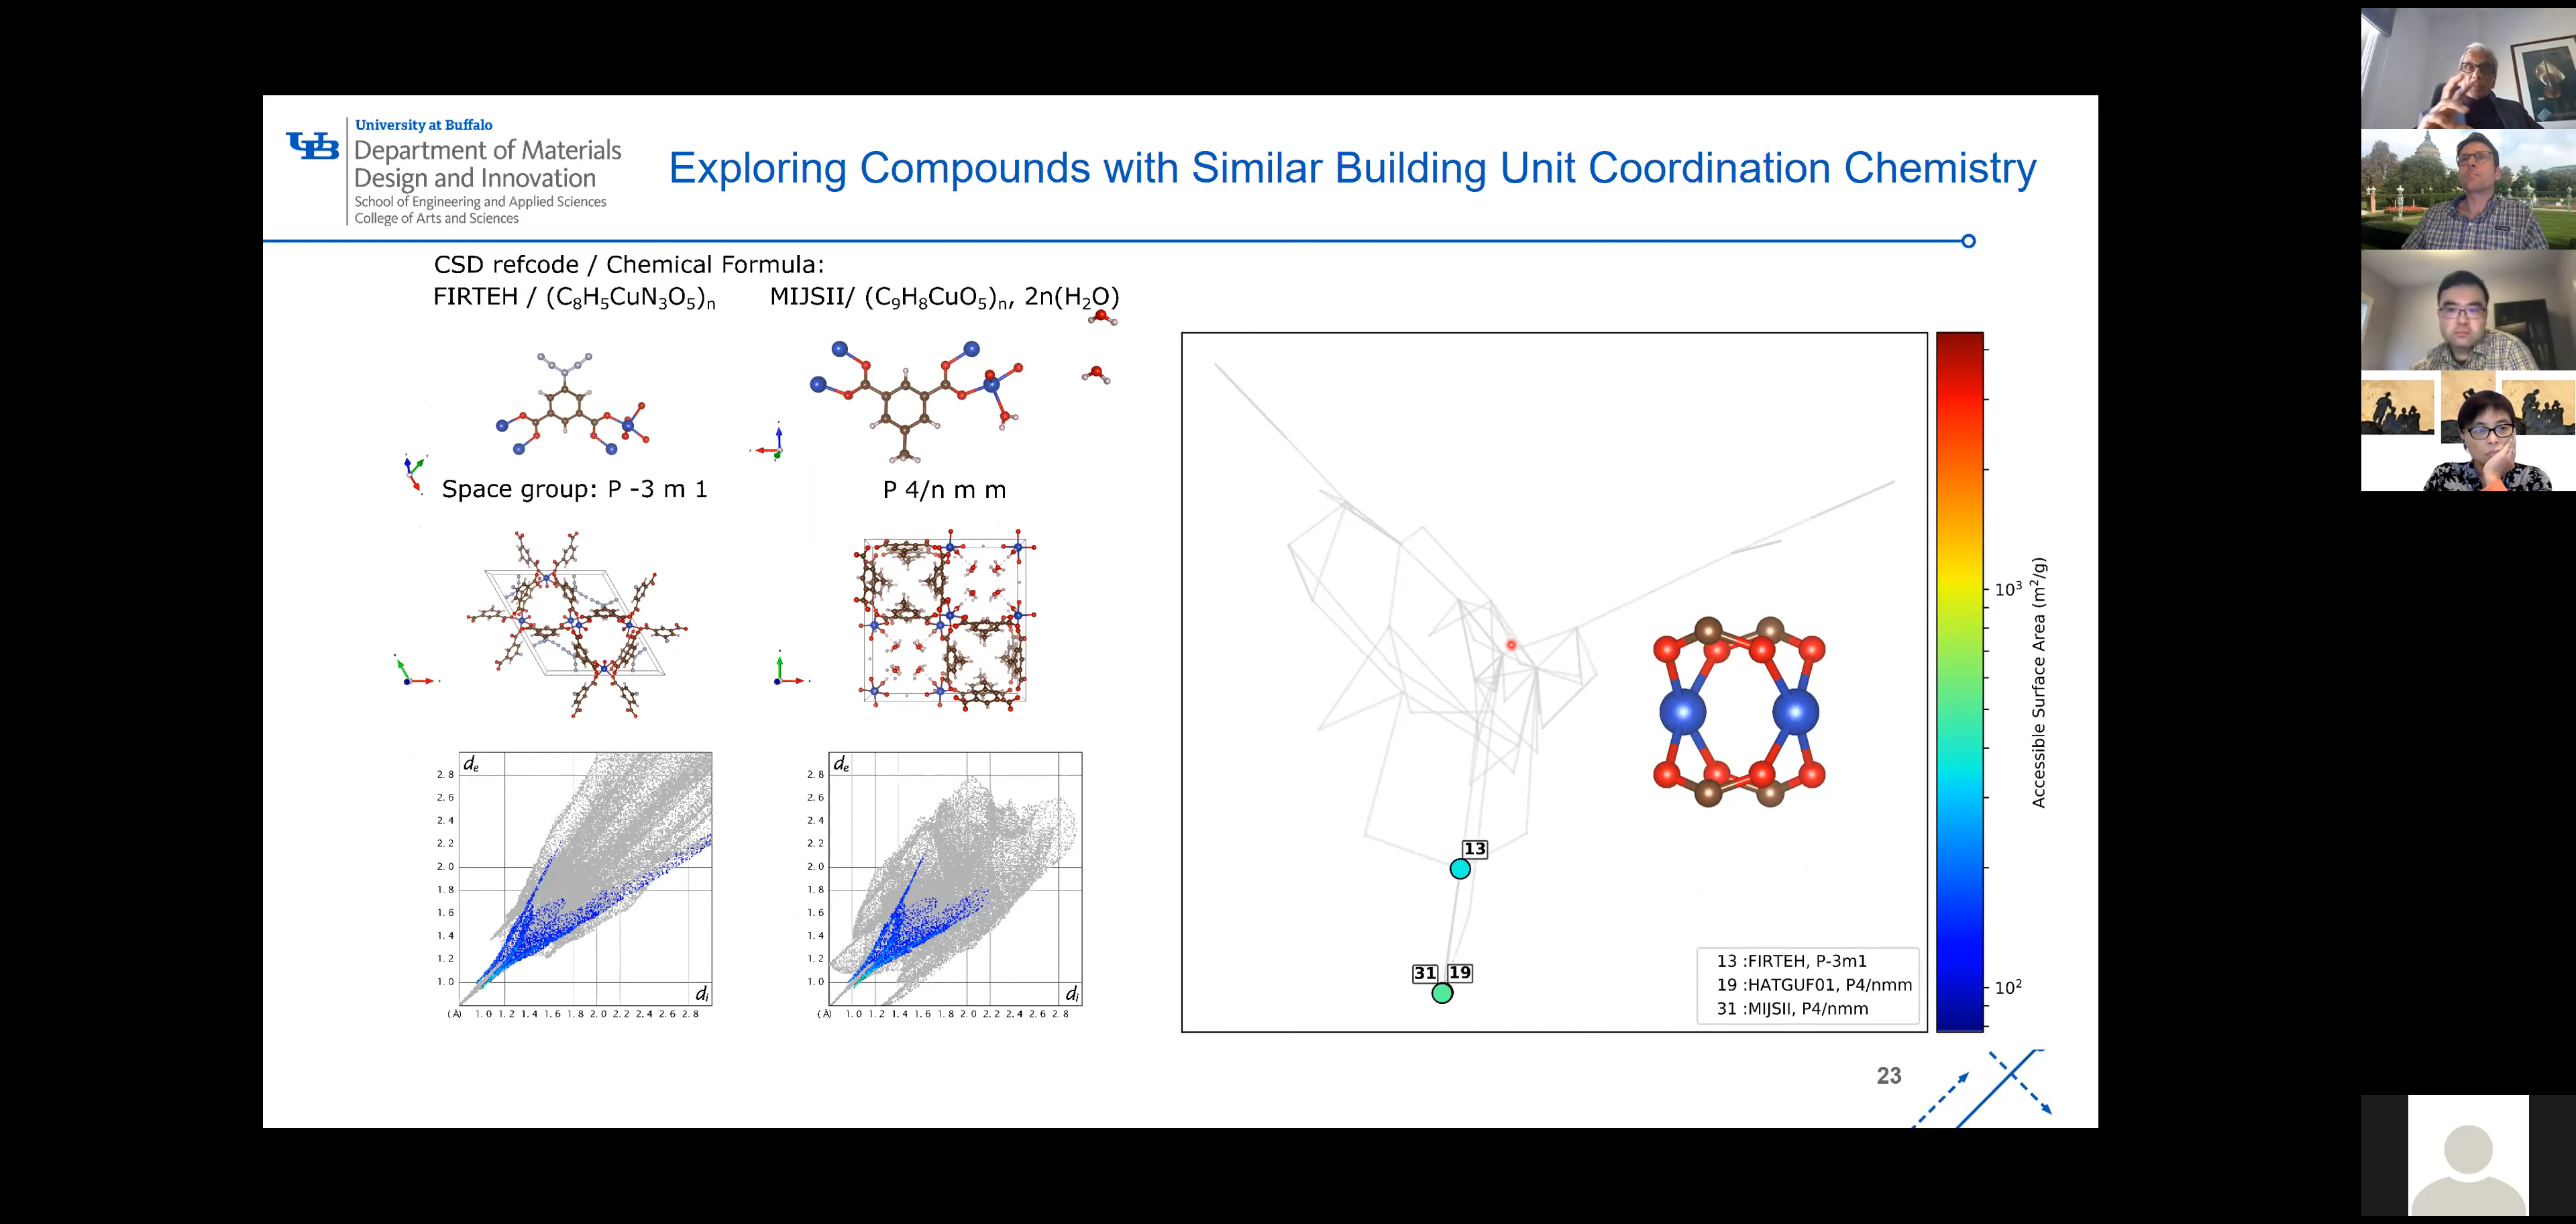 University at Buffalo
UB
Department of Materials
Design and Innovation
School of Engineering and Applied Sciences
College of Arts and Sciences
Exploring Compounds with Similar Building Unit Coordination Chemistry
CSD refcode / Chemical Formula:
FIRTEH / (C₈H₅CuN₃O₅)ₙ
MIJSII/ (C₉H₈CuO₅)ₙ, 2n(H₂O)
Space group: P -3 m 1
P 4/n m m
dₑ
2.8
2.6
2.4
2.2
2.0
1.8
1.6
1.4
1.2
1.0
dᵢ
(Å) 1.0 1.2 1.4 1.6 1.8 2.0 2.2 2.4 2.6 2.8
dₑ
2.8
2.6
2.4
2.2
2.0
1.8
1.6
1.4
1.2
1.0
dᵢ
(Å) 1.0 1.2 1.4 1.6 1.8 2.0 2.2 2.4 2.6 2.8
13
31 19
13 :FIRTEH, P-3m1
19 :HATGUF01, P4/nmm
31 :MIJSII, P4/nmm
10³
10²
Accessible Surface Area (m²/g)
23